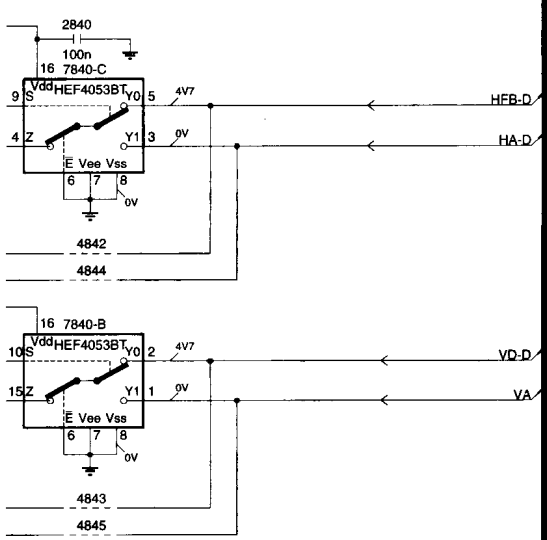 2840
100n
16 7840-C
Vdd HEF4053BT
9 S Y0 5 4V7 HFB-D
4 Z Y1 3 0V HA-D
E Vee Vss
6 7 8
0V
4842
4844
16 7840-B
Vdd HEF4053BT
10 S Y0 2 4V7 VD-D
15 Z Y1 1 0V VA
E Vee Vss
6 7 8
0V
4843
4845